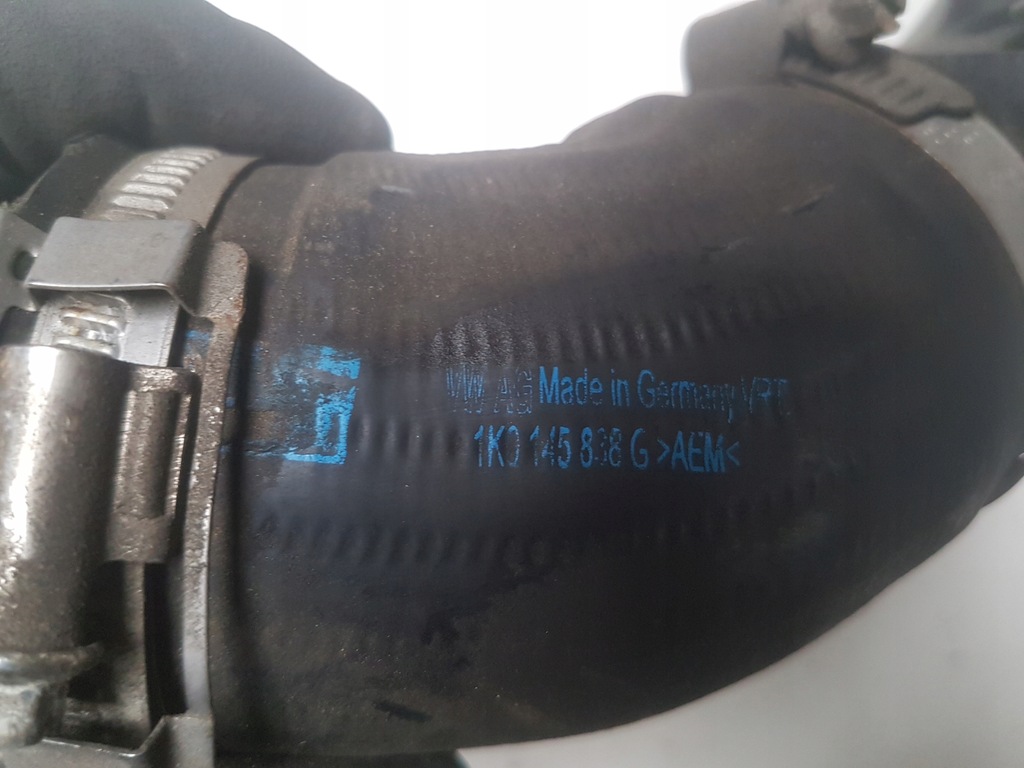 VW AG Made in Germany
1K0 145 838 G >AEM<